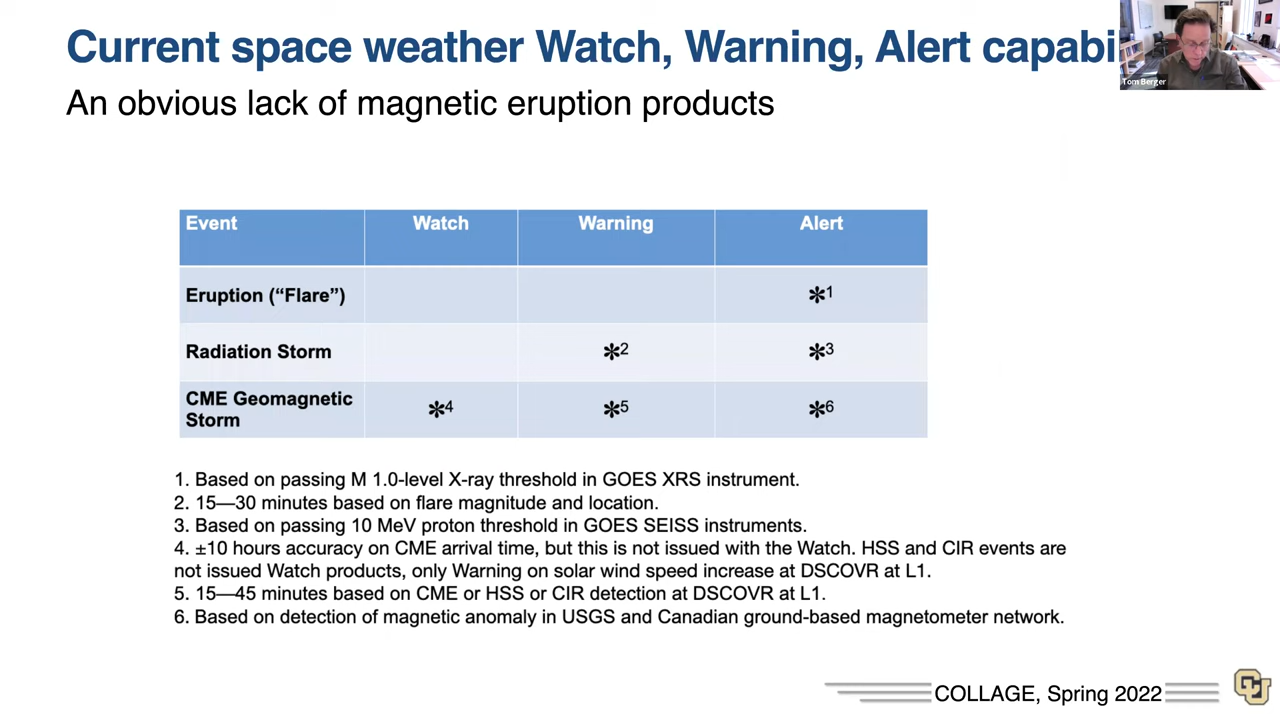 Current space weather Watch, Warning, Alert capabi
Tom Berger
An obvious lack of magnetic eruption products
Event Watch Warning Alert
Eruption (“Flare”) ✻1
Radiation Storm ✻2 ✻3
CME Geomagnetic
Storm ✻4 ✻5 ✻6
1. Based on passing M 1.0-level X-ray threshold in GOES XRS instrument.
2. 15—30 minutes based on flare magnitude and location.
3. Based on passing 10 MeV proton threshold in GOES SEISS instruments.
4. ±10 hours accuracy on CME arrival time, but this is not issued with the Watch. HSS and CIR events are
not issued Watch products, only Warning on solar wind speed increase at DSCOVR at L1.
5. 15—45 minutes based on CME or HSS or CIR detection at DSCOVR at L1.
6. Based on detection of magnetic anomaly in USGS and Canadian ground-based magnetometer network.
COLLAGE, Spring 2022
CU